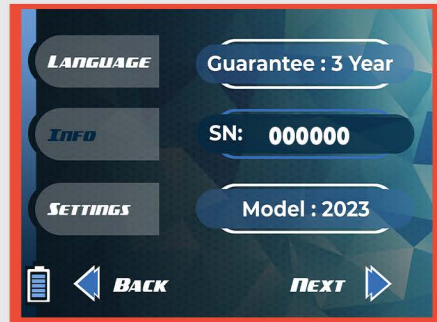 LANGUAGE
Guarantee : 3 Year
INFO
SN: 000000
SETTINGS
Model : 2023
BACK
NEXT